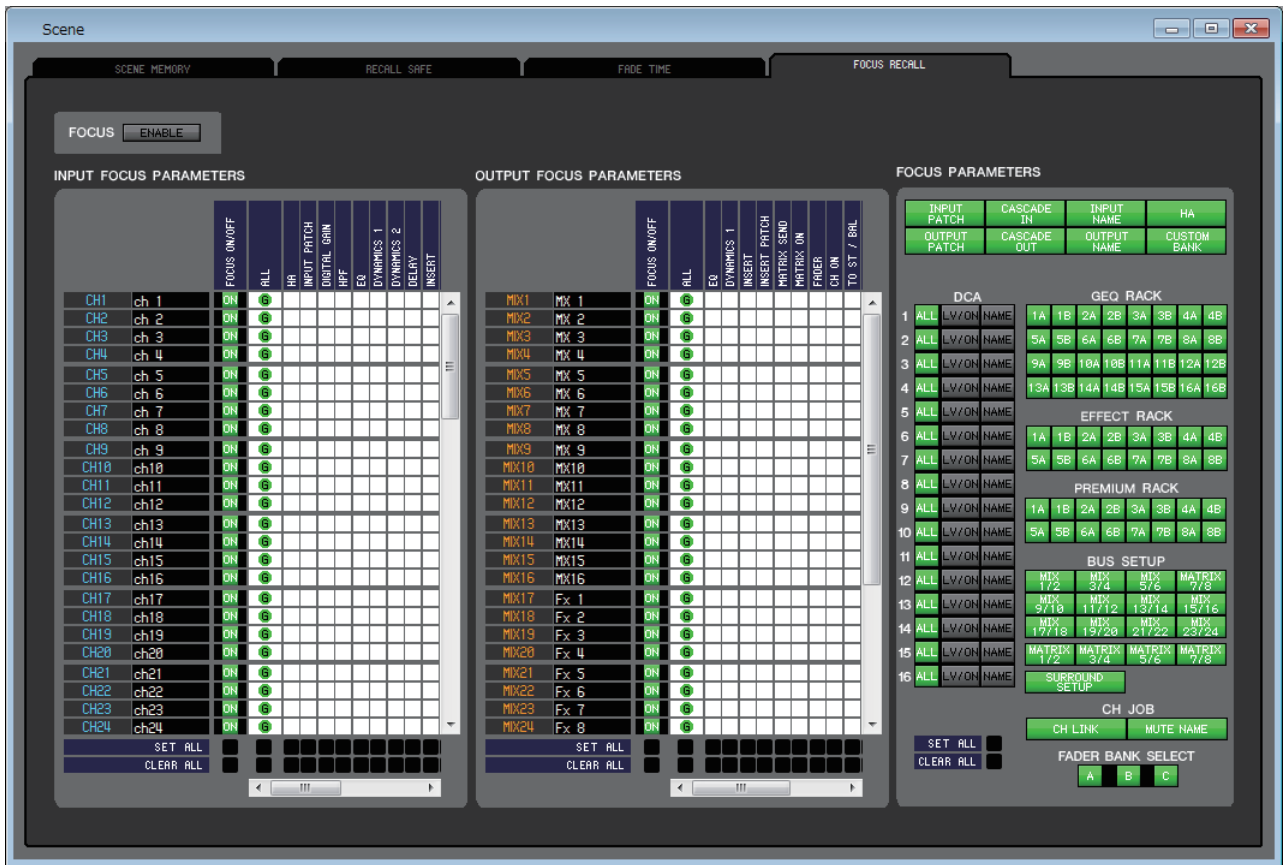 Scene
SCENE MEMORY RECALL SAFE FADE TIME FOCUS RECALL
FOCUS ENABLE
INPUT FOCUS PARAMETERS
FOCUS ON/OFF ALL HA INPUT PATCH DIGITAL GAIN HPF EQ DYNAMICS 1 DYNAMICS 2 DELAY INSERT
CH1 ch 1 ON G
CH2 ch 2 ON G
CH3 ch 3 ON G
CH4 ch 4 ON G
CH5 ch 5 ON G
CH6 ch 6 ON G
CH7 ch 7 ON G
CH8 ch 8 ON G
CH9 ch 9 ON G
CH10 ch10 ON G
CH11 ch11 ON G
CH12 ch12 ON G
CH13 ch13 ON G
CH14 ch14 ON G
CH15 ch15 ON G
CH16 ch16 ON G
CH17 ch17 ON G
CH18 ch18 ON G
CH19 ch19 ON G
CH20 ch20 ON G
CH21 ch21 ON G
CH22 ch22 ON G
CH23 ch23 ON G
CH24 ch24 ON G
SET ALL
CLEAR ALL
OUTPUT FOCUS PARAMETERS
FOCUS ON/OFF ALL EQ DYNAMICS 1 INSERT INSERT PATCH MATRIX SEND MATRIX ON FADER CH ON TO ST / BAL
MIX1 MX 1 ON G
MIX2 MX 2 ON G
MIX3 MX 3 ON G
MIX4 MX 4 ON G
MIX5 MX 5 ON G
MIX6 MX 6 ON G
MIX7 MX 7 ON G
MIX8 MX 8 ON G
MIX9 MX 9 ON G
MIX10 MX10 ON G
MIX11 MX11 ON G
MIX12 MX12 ON G
MIX13 MX13 ON G
MIX14 MX14 ON G
MIX15 MX15 ON G
MIX16 MX16 ON G
MIX17 Fx 1 ON G
MIX18 Fx 2 ON G
MIX19 Fx 3 ON G
MIX20 Fx 4 ON G
MIX21 Fx 5 ON G
MIX22 Fx 6 ON G
MIX23 Fx 7 ON G
MIX24 Fx 8 ON G
SET ALL
CLEAR ALL
FOCUS PARAMETERS
INPUT PATCH CASCADE IN INPUT NAME HA
OUTPUT PATCH CASCADE OUT OUTPUT NAME CUSTOM BANK
DCA
1 ALL LV/ON NAME
2 ALL LV/ON NAME
3 ALL LV/ON NAME
4 ALL LV/ON NAME
5 ALL LV/ON NAME
6 ALL LV/ON NAME
7 ALL LV/ON NAME
8 ALL LV/ON NAME
9 ALL LV/ON NAME
10 ALL LV/ON NAME
11 ALL LV/ON NAME
12 ALL LV/ON NAME
13 ALL LV/ON NAME
14 ALL LV/ON NAME
15 ALL LV/ON NAME
16 ALL LV/ON NAME
SET ALL
CLEAR ALL
GEQ RACK
1A 1B 2A 2B 3A 3B 4A 4B
5A 5B 6A 6B 7A 7B 8A 8B
9A 9B 10A 10B 11A 11B 12A 12B
13A 13B 14A 14B 15A 15B 16A 16B
EFFECT RACK
1A 1B 2A 2B 3A 3B 4A 4B
5A 5B 6A 6B 7A 7B 8A 8B
PREMIUM RACK
1A 1B 2A 2B 3A 3B 4A 4B
5A 5B 6A 6B 7A 7B 8A 8B
BUS SETUP
MIX 1/2 MIX 3/4 MIX 5/6 MATRIX 7/8
MIX 9/10 MIX 11/12 MIX 13/14 MIX 15/16
MIX 17/18 MIX 19/20 MIX 21/22 MIX 23/24
MATRIX 1/2 MATRIX 3/4 MATRIX 5/6 MATRIX 7/8
SURROUND SETUP
CH JOB
CH LINK MUTE NAME
FADER BANK SELECT
A B C